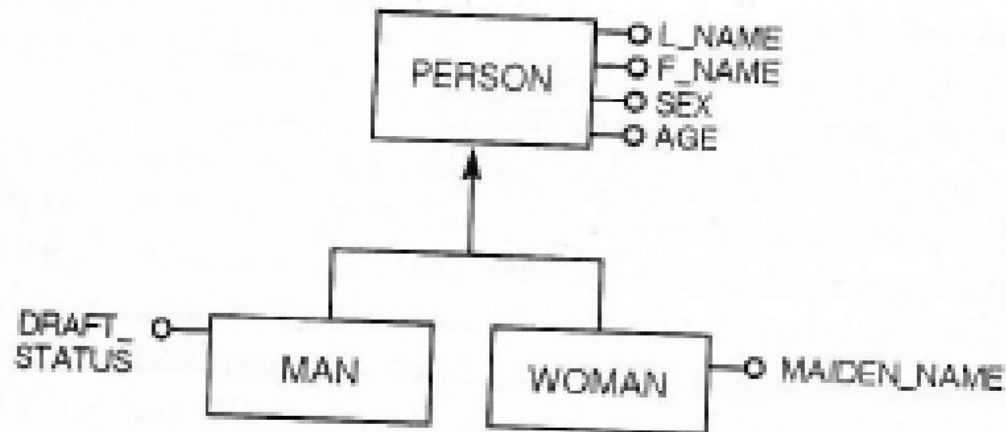 L_NAME
PERSON
F_NAME
SEX
AGE
DRAFT_
STATUS
MAN
WOMAN
MAIDEN_NAME